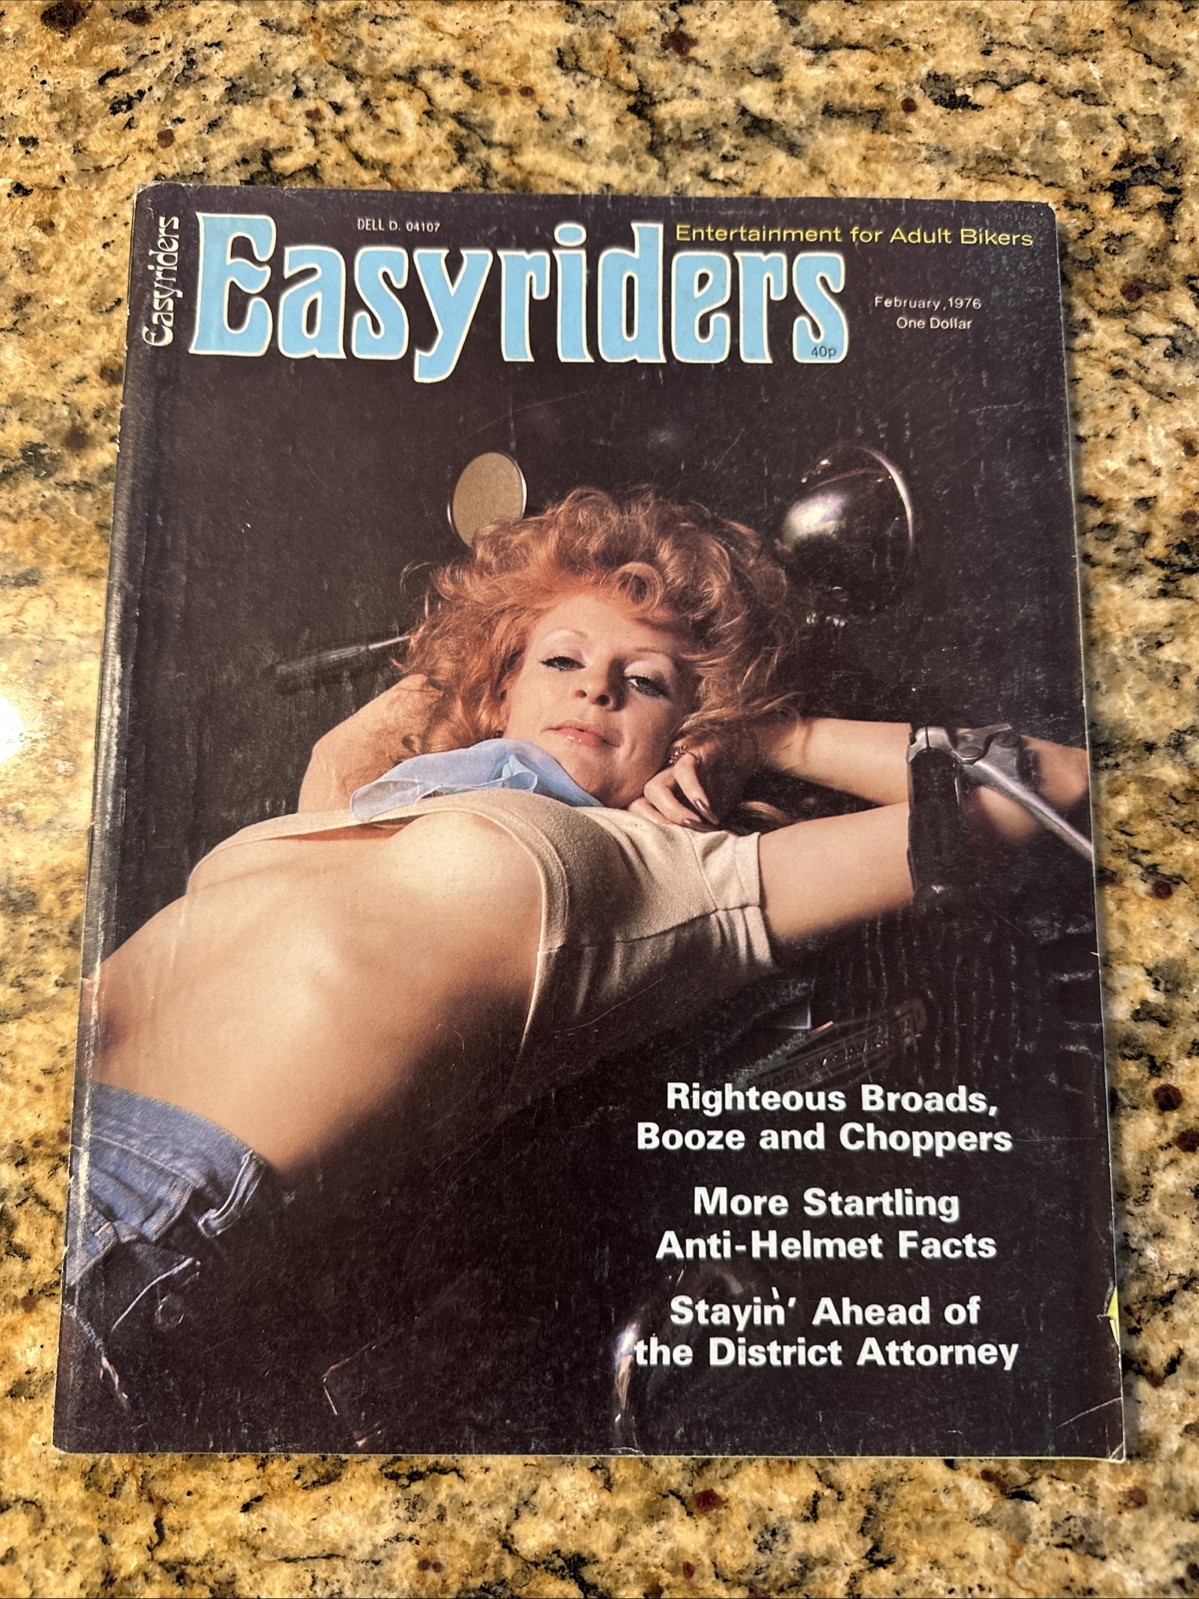 Easyriders
DELL D. 04107
Entertainment for Adult Bikers
Easyriders
February, 1976
One Dollar
40p
Righteous Broads,
Booze and Choppers
More Startling
Anti-Helmet Facts
Stayin' Ahead of
the District Attorney